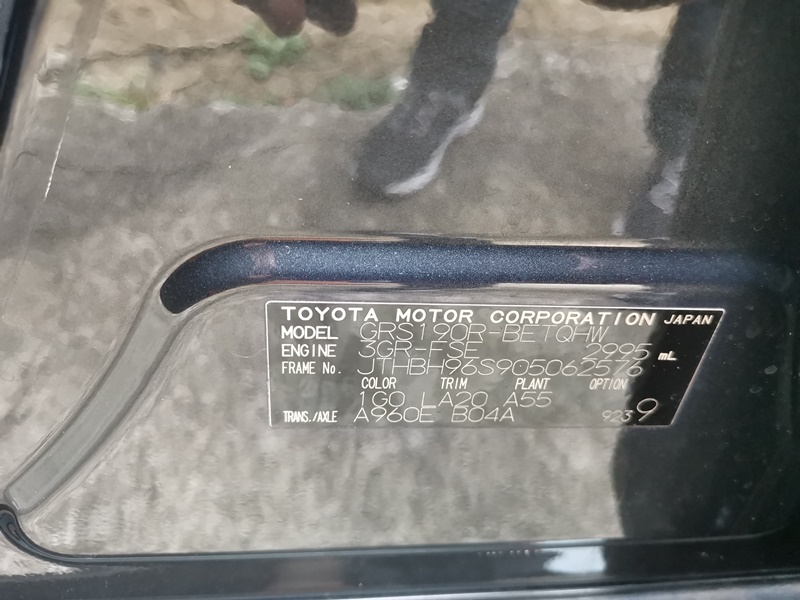 TOYOTA MOTOR CORPORATION JAPAN
MODEL GRS190R-BETQHW
ENGINE 3GR-FSE 2995 mL
FRAME No. JTHBH96S905062576
COLOR TRIM PLANT OPTION
1G0 LA20 A55
TRANS./AXLE A960E B04A 9239